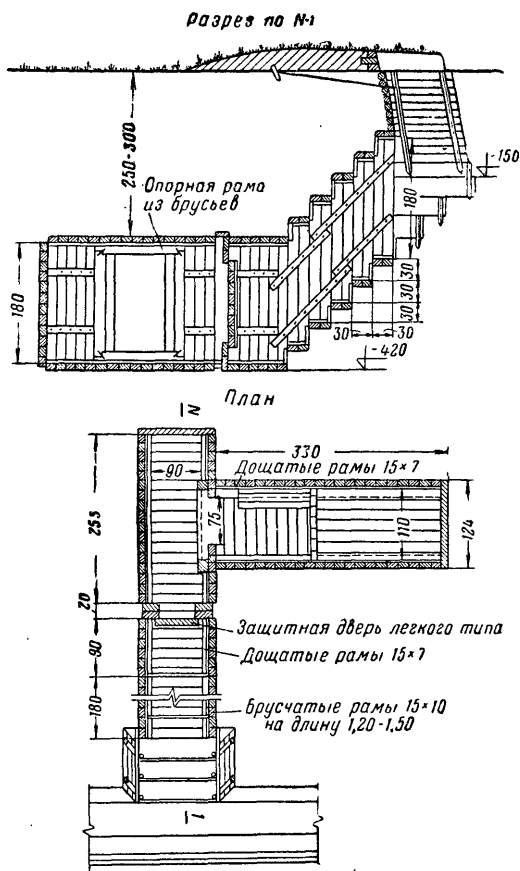 Разрез по N-1
250-300
-150
Опорная рама
из брусьев
180
180
30
30
30
30
30
-420
План
N
330
90
Дощатые рамы 15×7
253
75
110
124
20
Защитная дверь легкого типа
90
Дощатые рамы 15×7
180
Брусчатые рамы 15×10
на длину 1,20-1,50
1